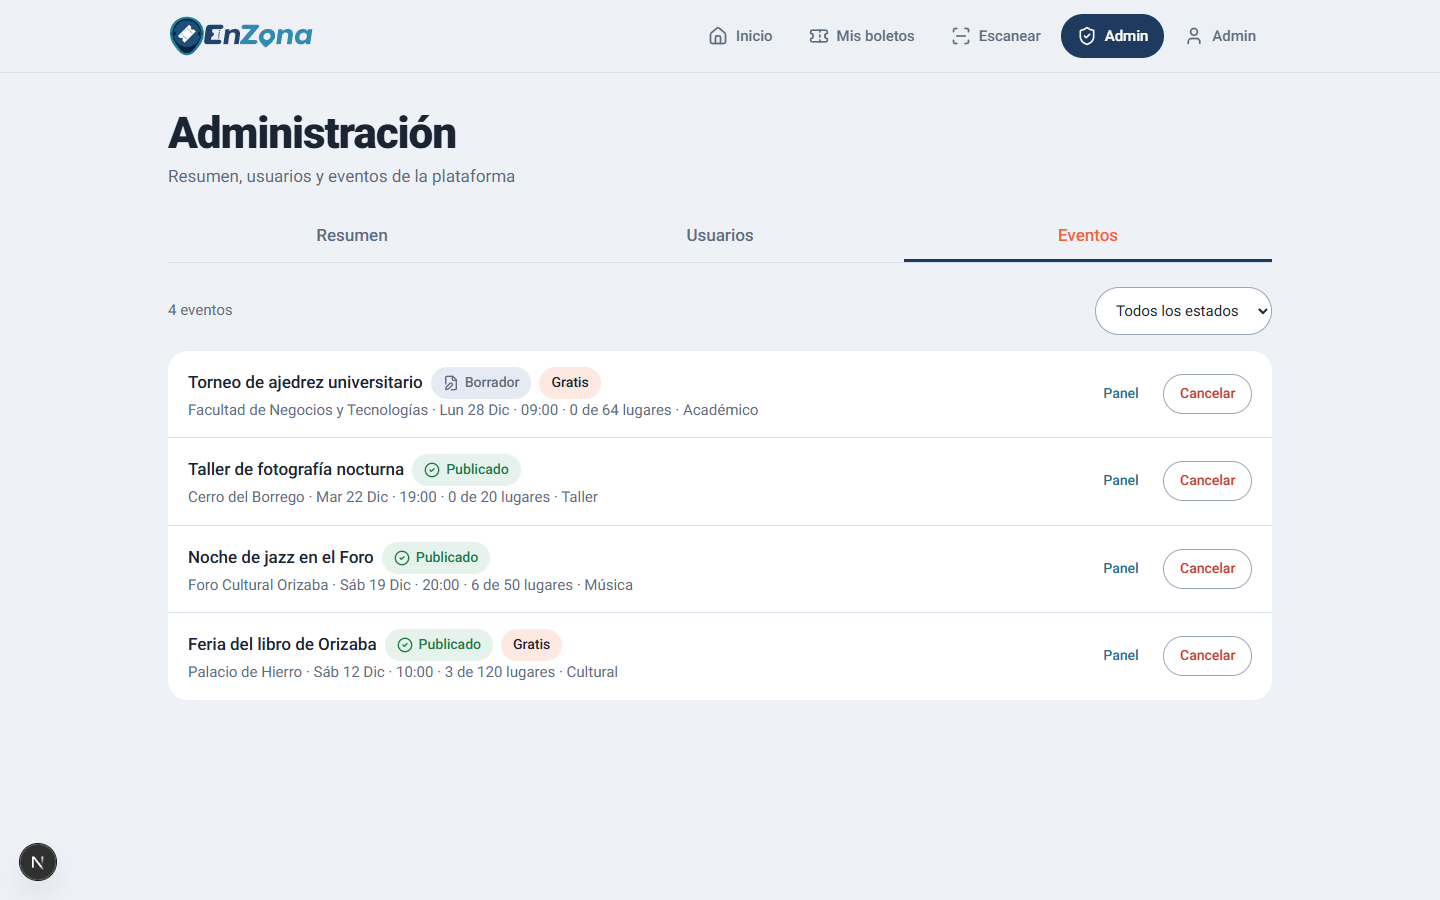 EnZona
Inicio
Mis boletos
Escanear
Admin
Admin
Administración
Resumen, usuarios y eventos de la plataforma
Resumen
Usuarios
Eventos
4 eventos
Todos los estados
Torneo de ajedrez universitario Borrador Gratis
Facultad de Negocios y Tecnologías · Lun 28 Dic · 09:00 · 0 de 64 lugares · Académico
Panel
Cancelar
Taller de fotografía nocturna Publicado
Cerro del Borrego · Mar 22 Dic · 19:00 · 0 de 20 lugares · Taller
Panel
Cancelar
Noche de jazz en el Foro Publicado
Foro Cultural Orizaba · Sáb 19 Dic · 20:00 · 6 de 50 lugares · Música
Panel
Cancelar
Feria del libro de Orizaba Publicado Gratis
Palacio de Hierro · Sáb 12 Dic · 10:00 · 3 de 120 lugares · Cultural
Panel
Cancelar
N